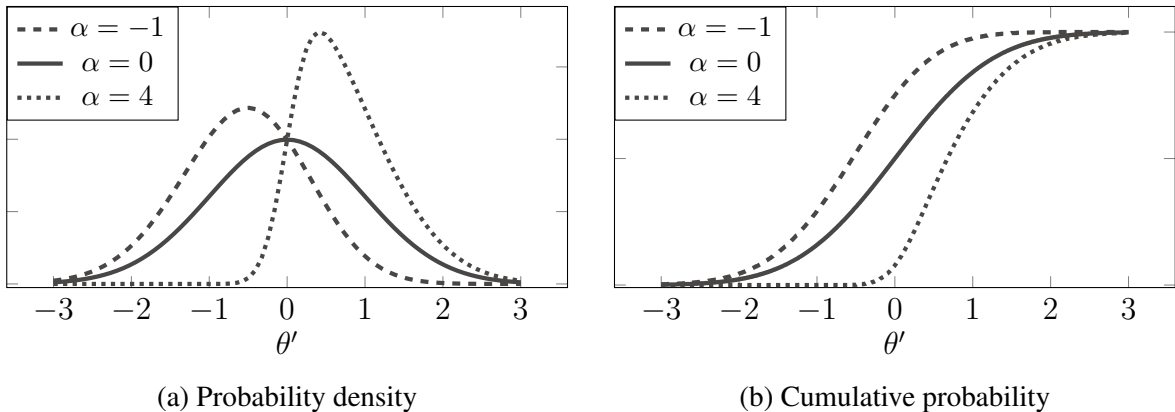 α = −1
α = 0
α = 4
−3 −2 −1 0 1 2 3
θ′
(a) Probability density
α = −1
α = 0
α = 4
−3 −2 −1 0 1 2 3
θ′
(b) Cumulative probability